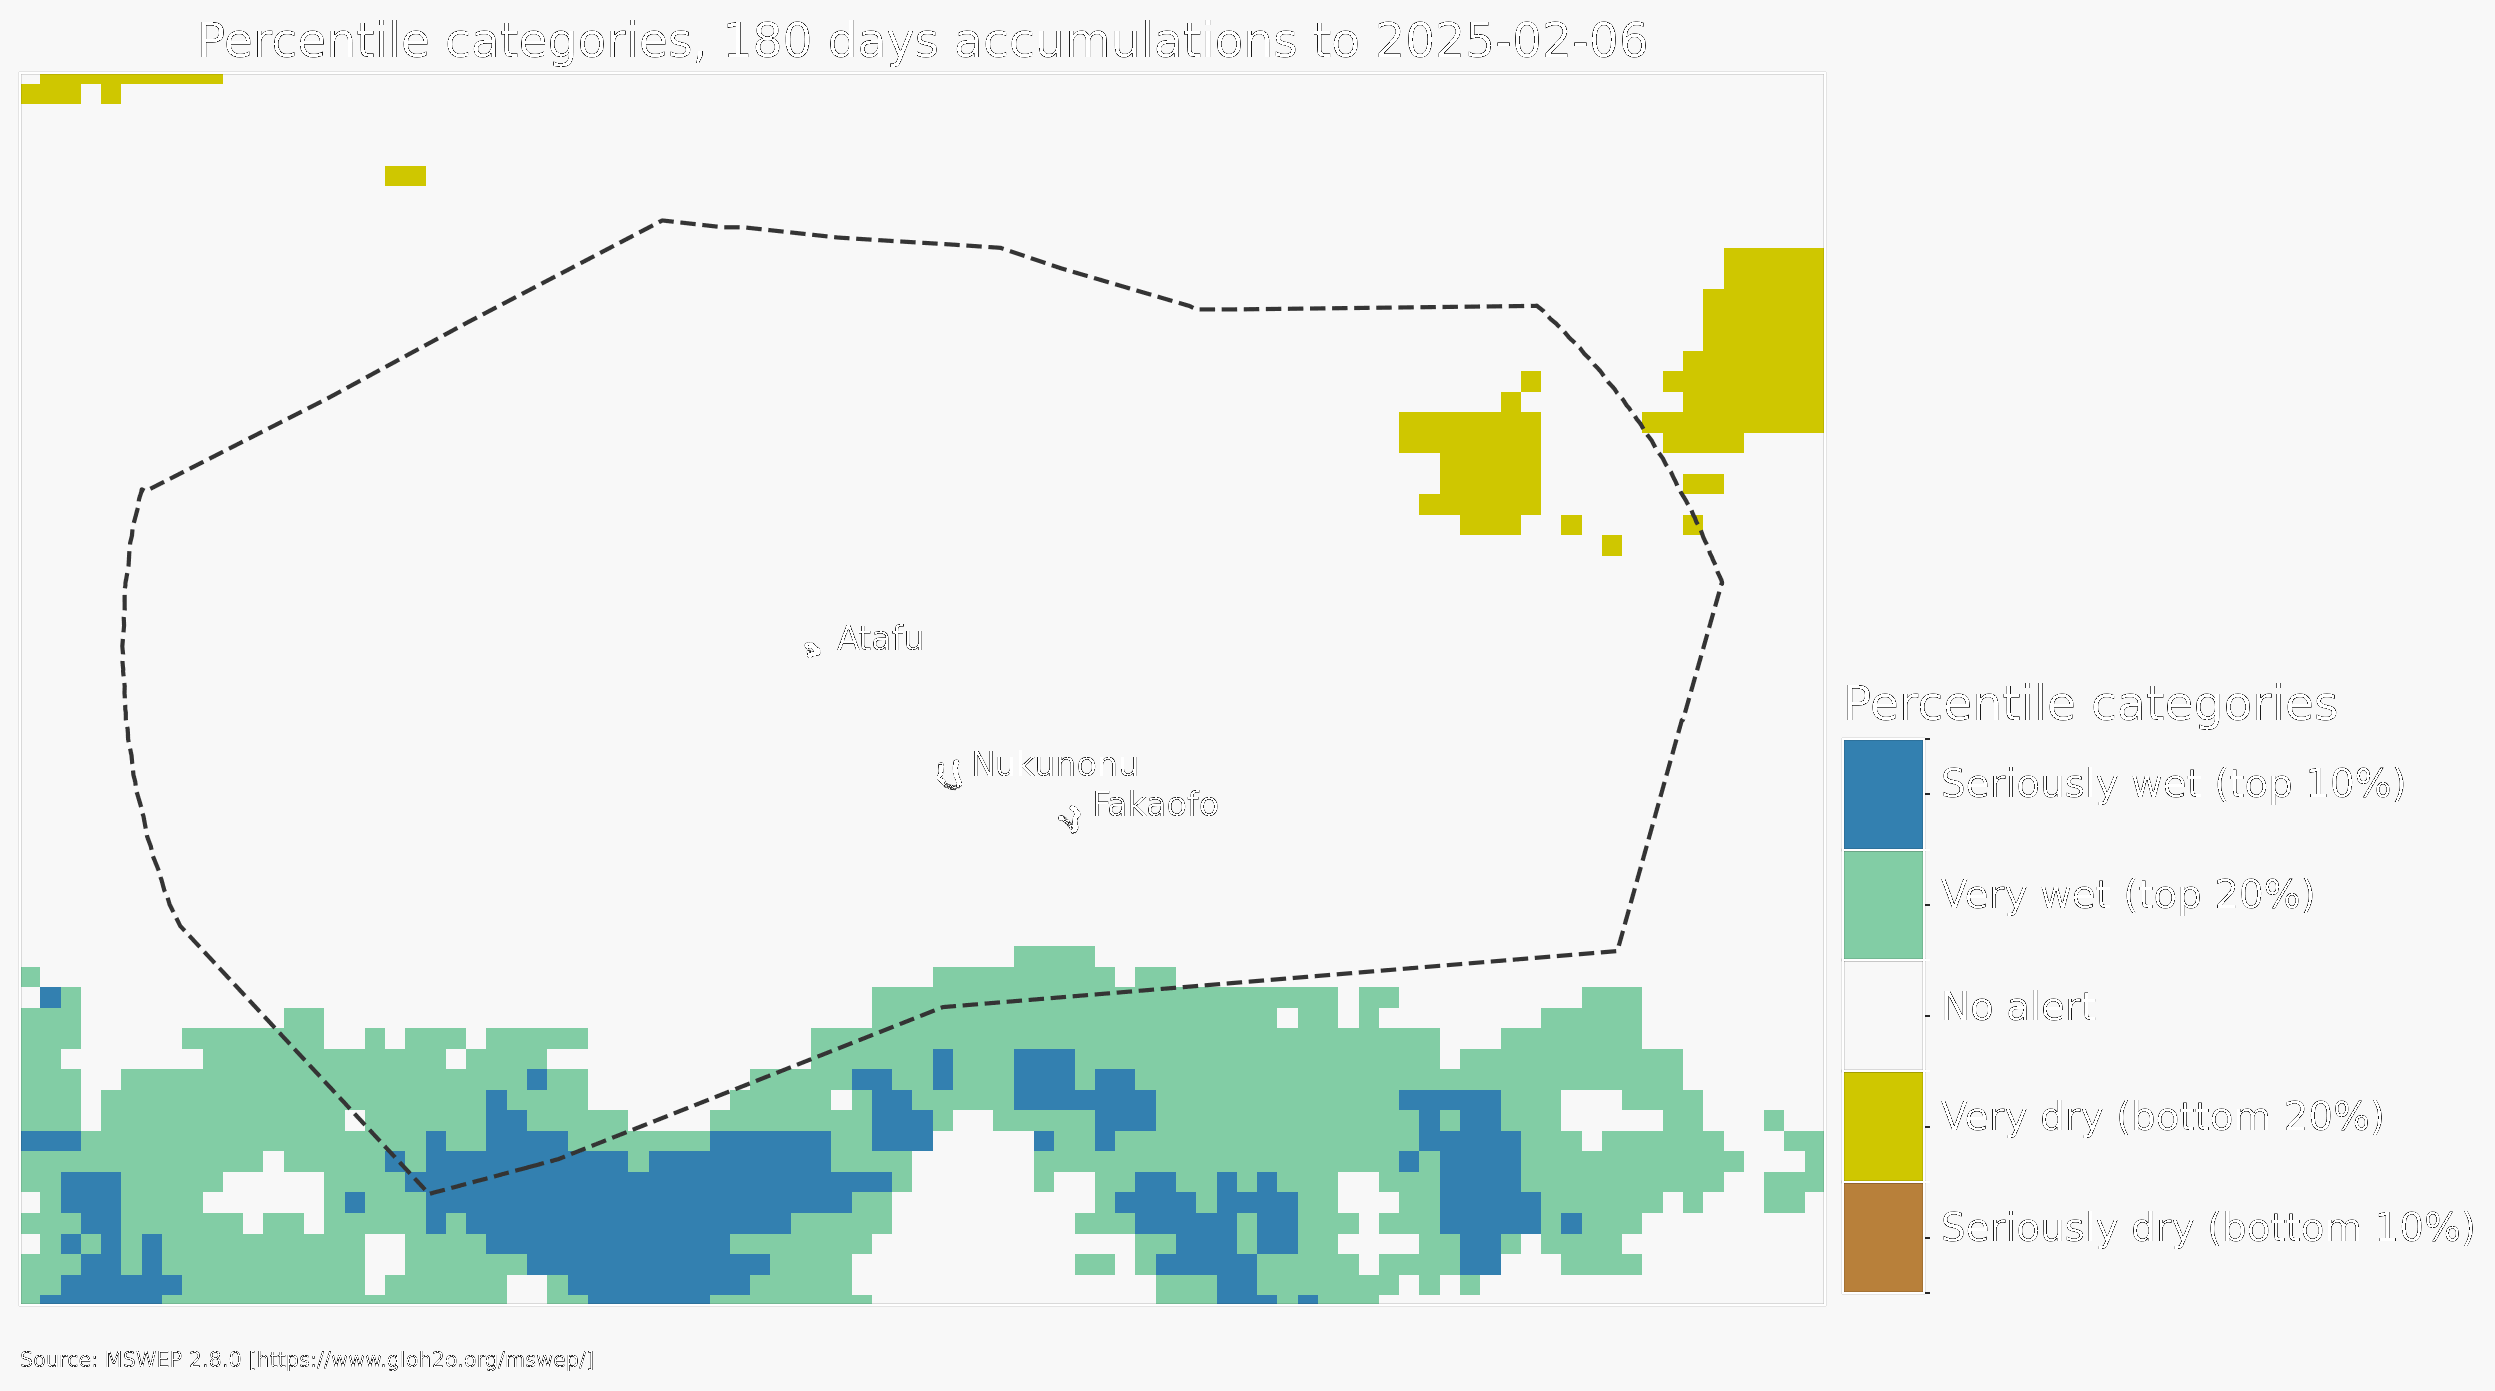 Percentile categories, 180 days accumulations to 2025-02-06
Atafu
Nukunonu
Fakaofo
Percentile categories
Seriously wet (top 10%)
Very wet (top 20%)
No alert
Very dry (bottom 20%)
Seriously dry (bottom 10%)
Source: MSWEP 2.8.0 [https://www.gloh2o.org/mswep/]